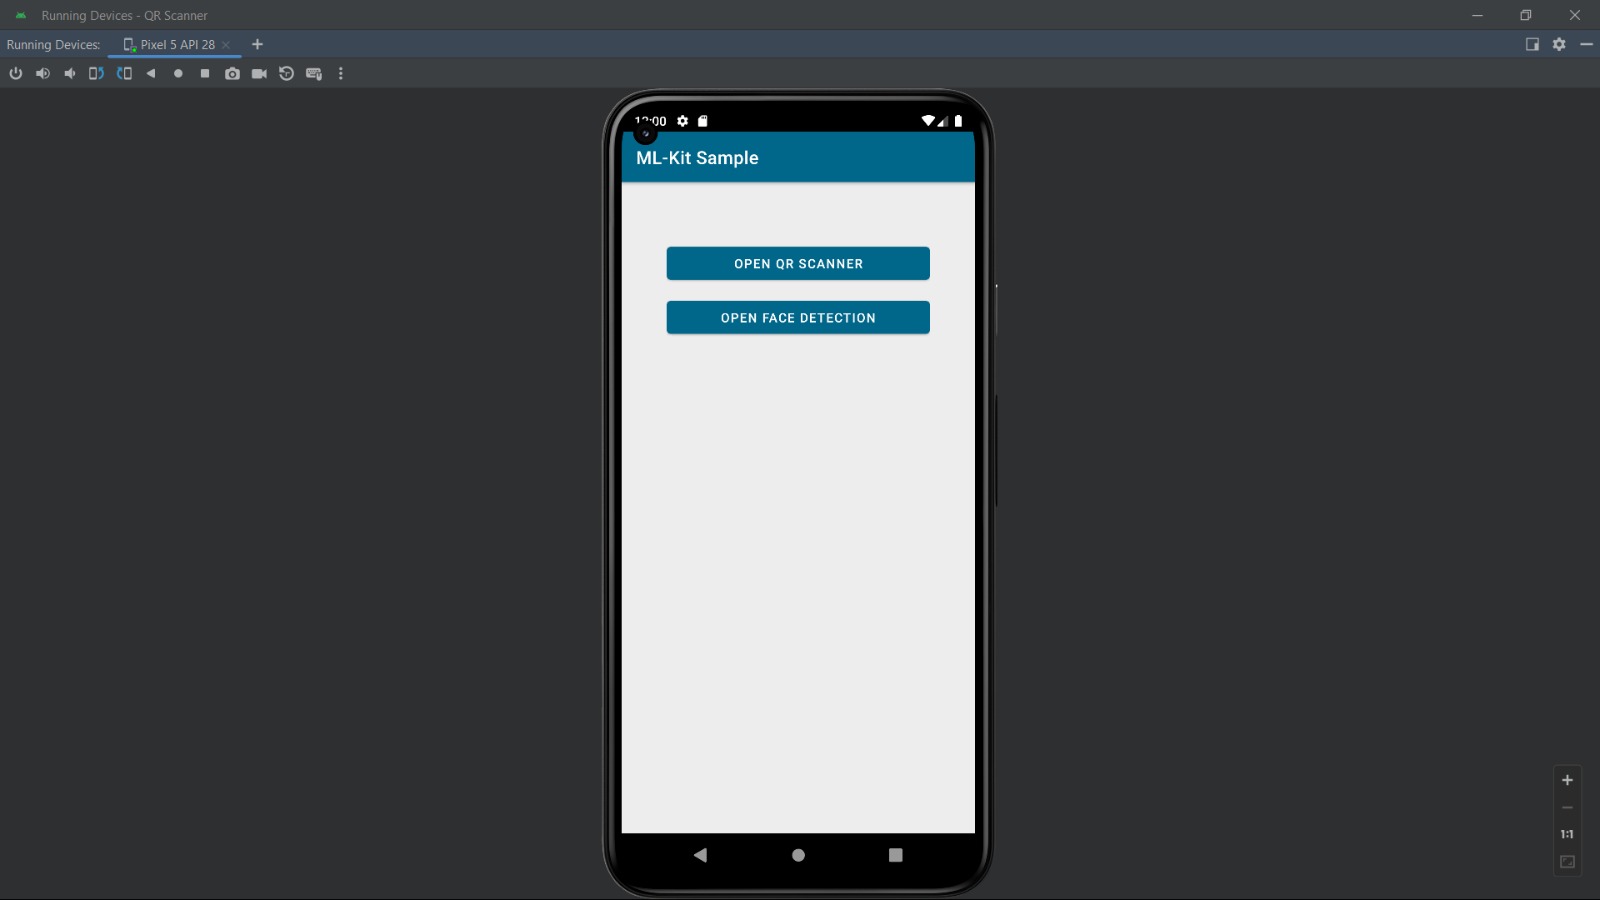 Running Devices - QR Scanner
Running Devices: Pixel 5 API 28
12:00
ML-Kit Sample
OPEN QR SCANNER
OPEN FACE DETECTION
1:1